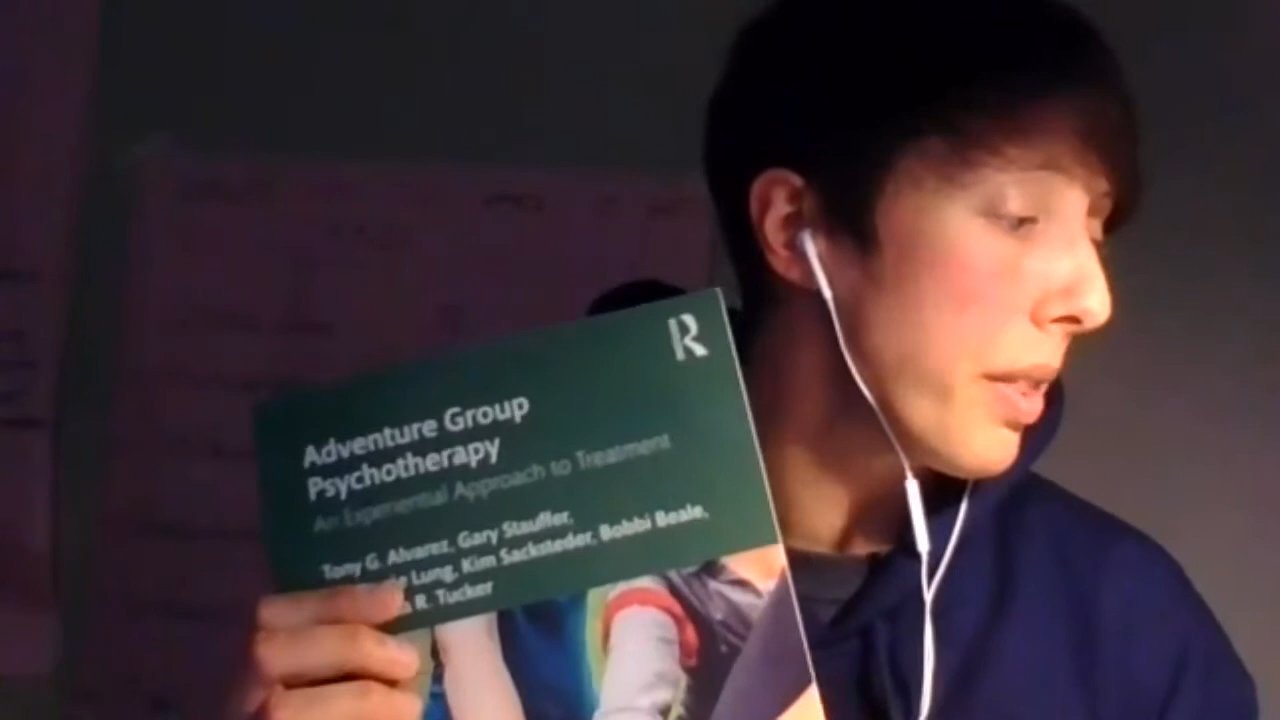 R
Adventure Group
Psychotherapy
An Experiential Approach to Treatment
Tony G. Alvarez, Gary Stauffer,
Lung, Kim Sacksteder, Bobbi Beale,
R. Tucker